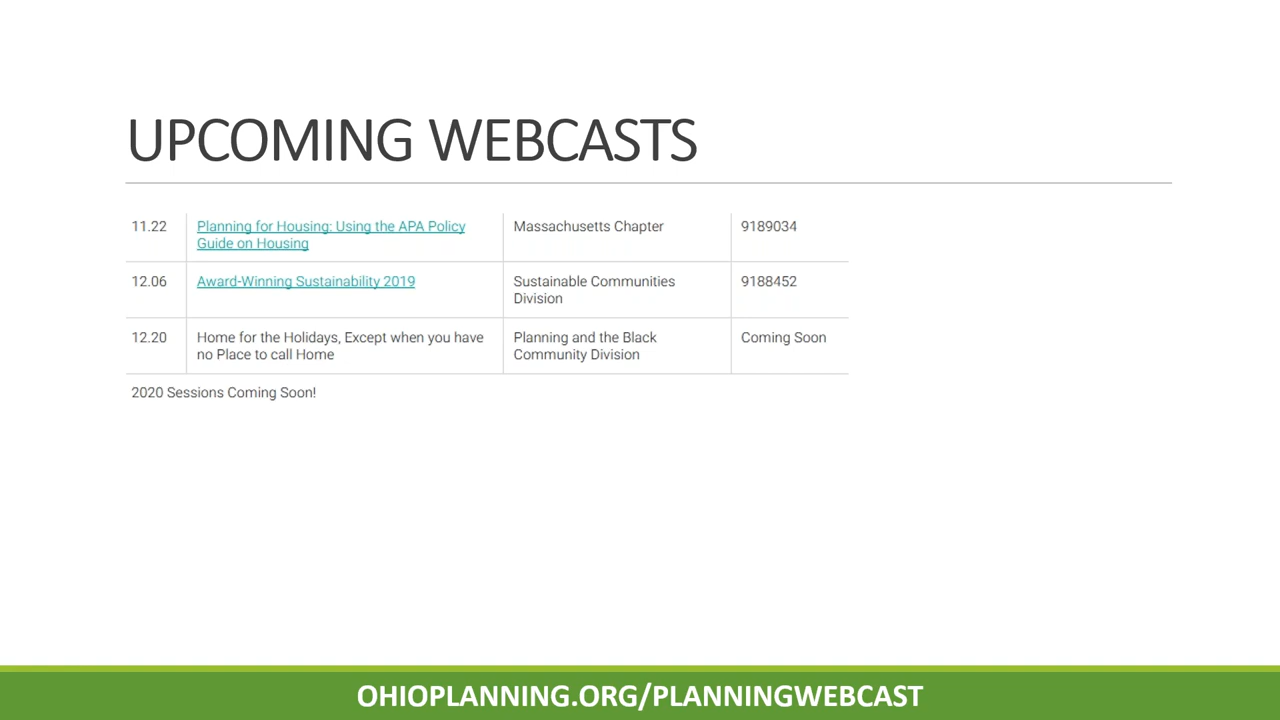 UPCOMING WEBCASTS
11.22
Planning for Housing: Using the APA Policy
Guide on Housing
Massachusetts Chapter
9189034
12.06
Award-Winning Sustainability 2019
Sustainable Communities
Division
9188452
12.20
Home for the Holidays, Except when you have
no Place to call Home
Planning and the Black
Community Division
Coming Soon
2020 Sessions Coming Soon!
OHIOPLANNING.ORG/PLANNINGWEBCAST